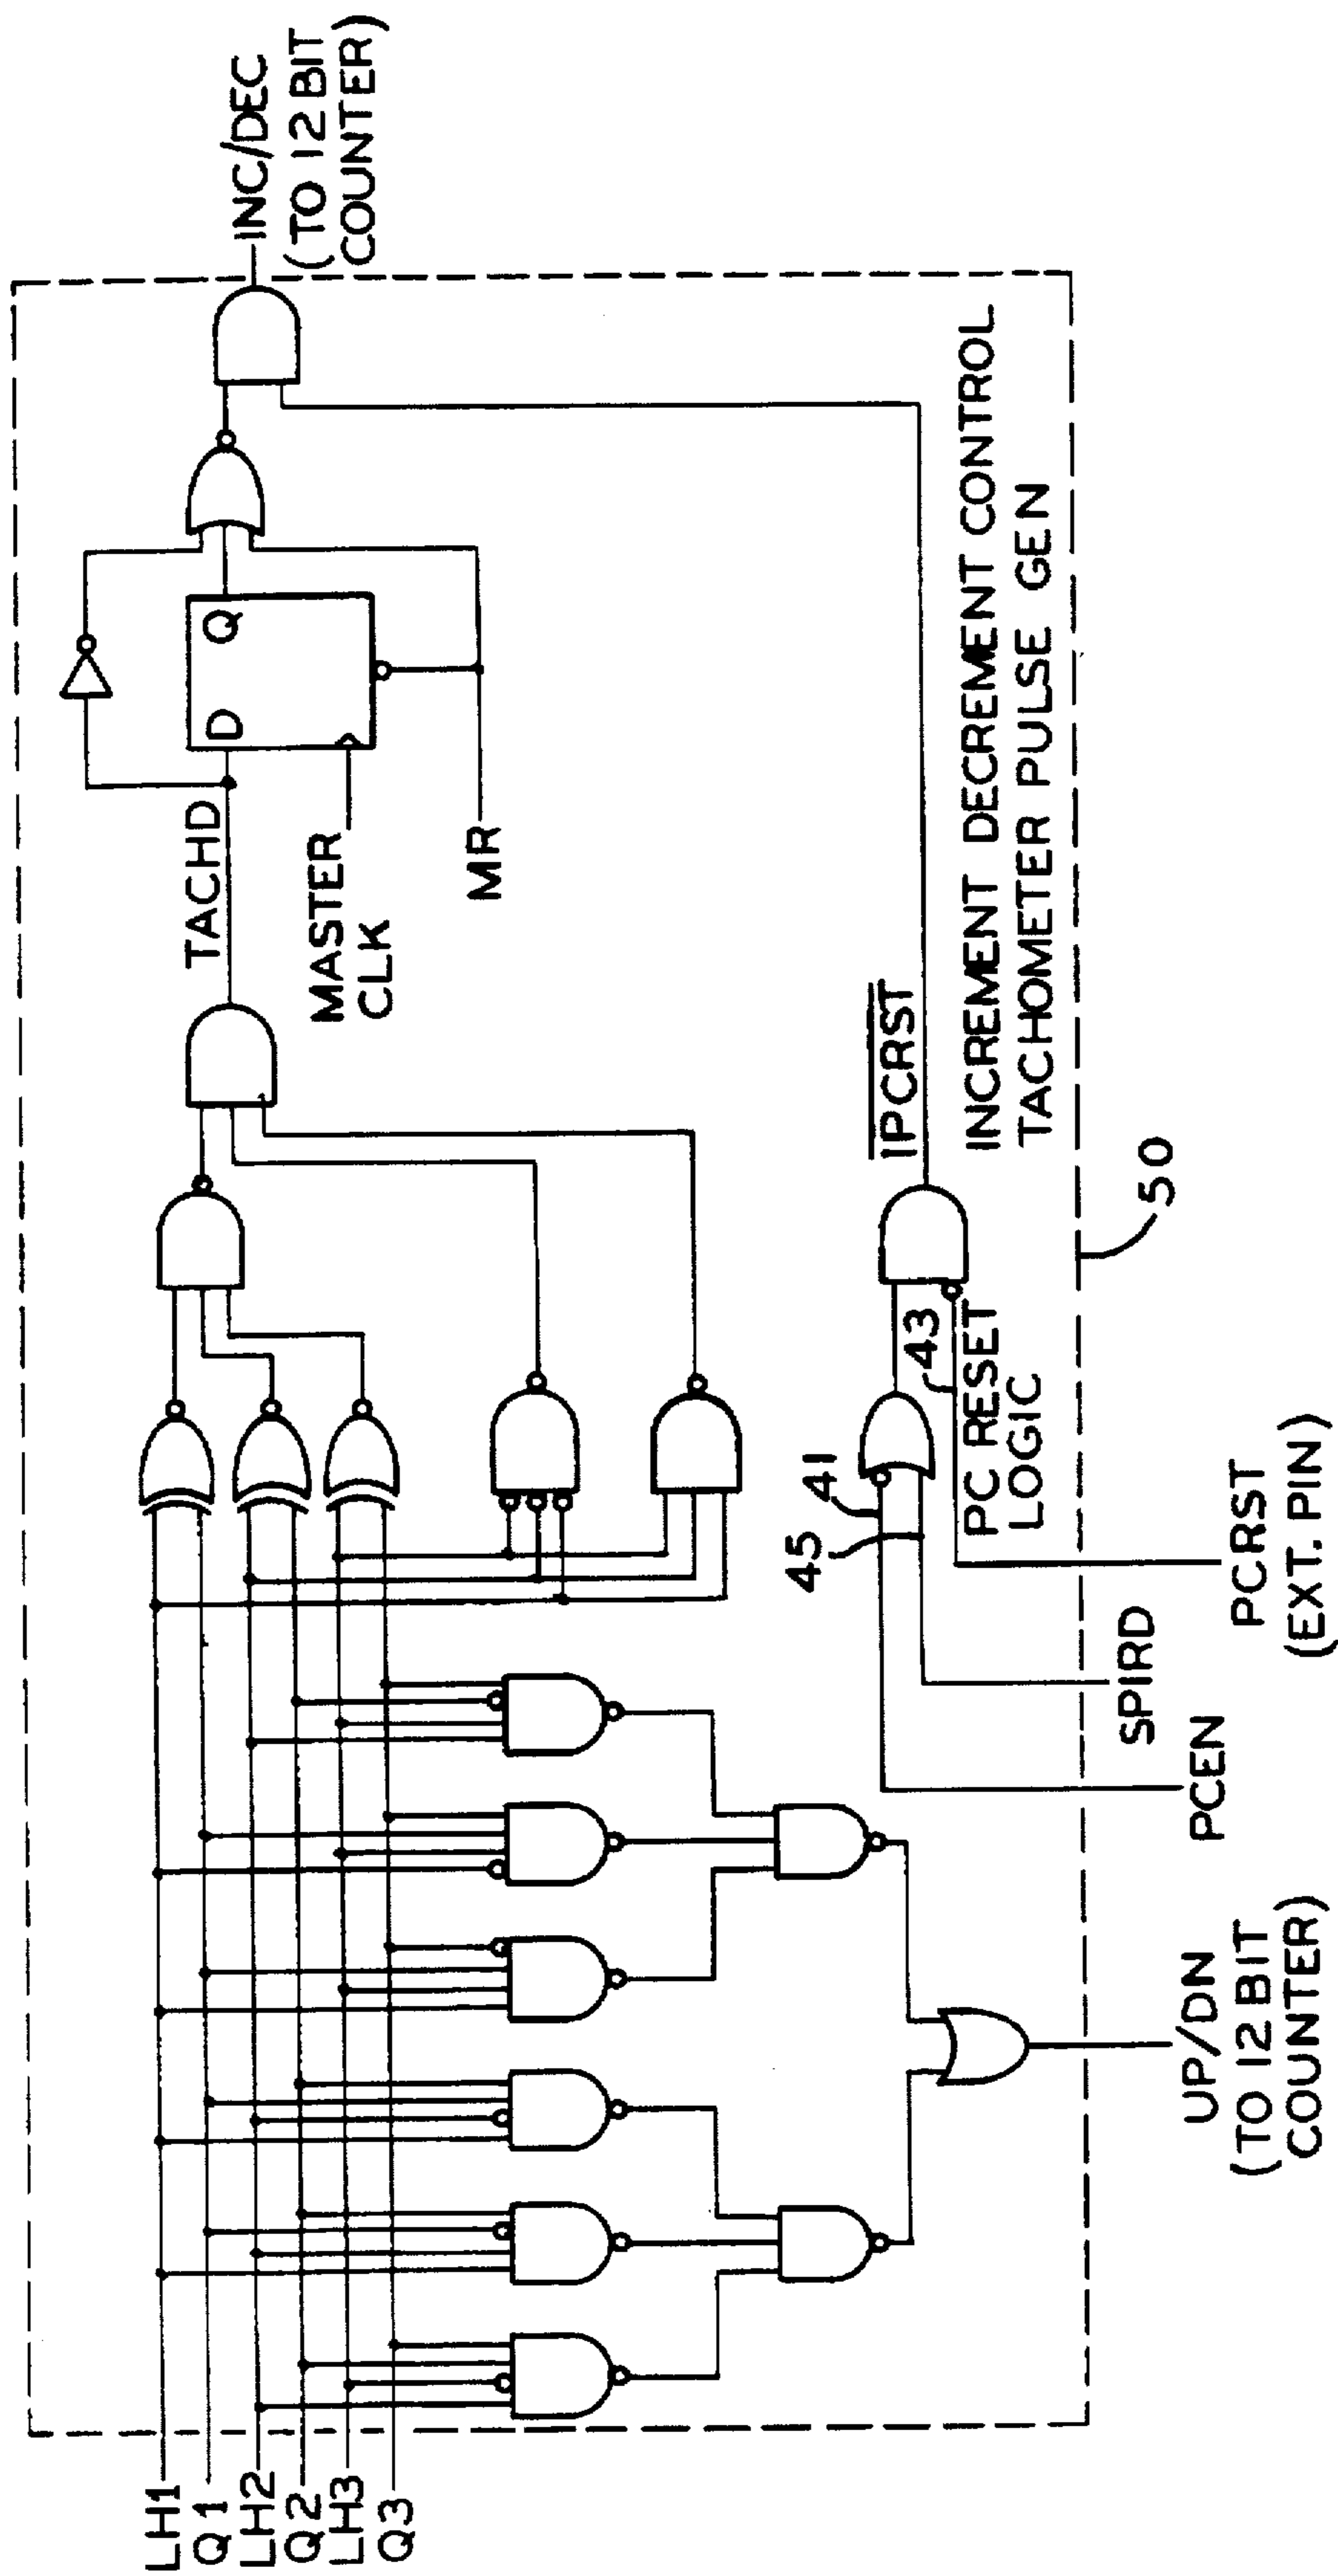 LH1
Q1
LH2
Q2
LH3
Q3
TACHD
D
Q
MASTER
CLK
MR
INC/DEC
(TO 12 BIT
COUNTER)
IPCRST
INCREMENT DECREMENT CONTROL
TACHOMETER PULSE GEN
45
41
43
PC RESET
LOGIC
50
UP/DN
(TO 12 BIT
COUNTER)
PCEN
SPIRD
PCRST
(EXT. PIN)